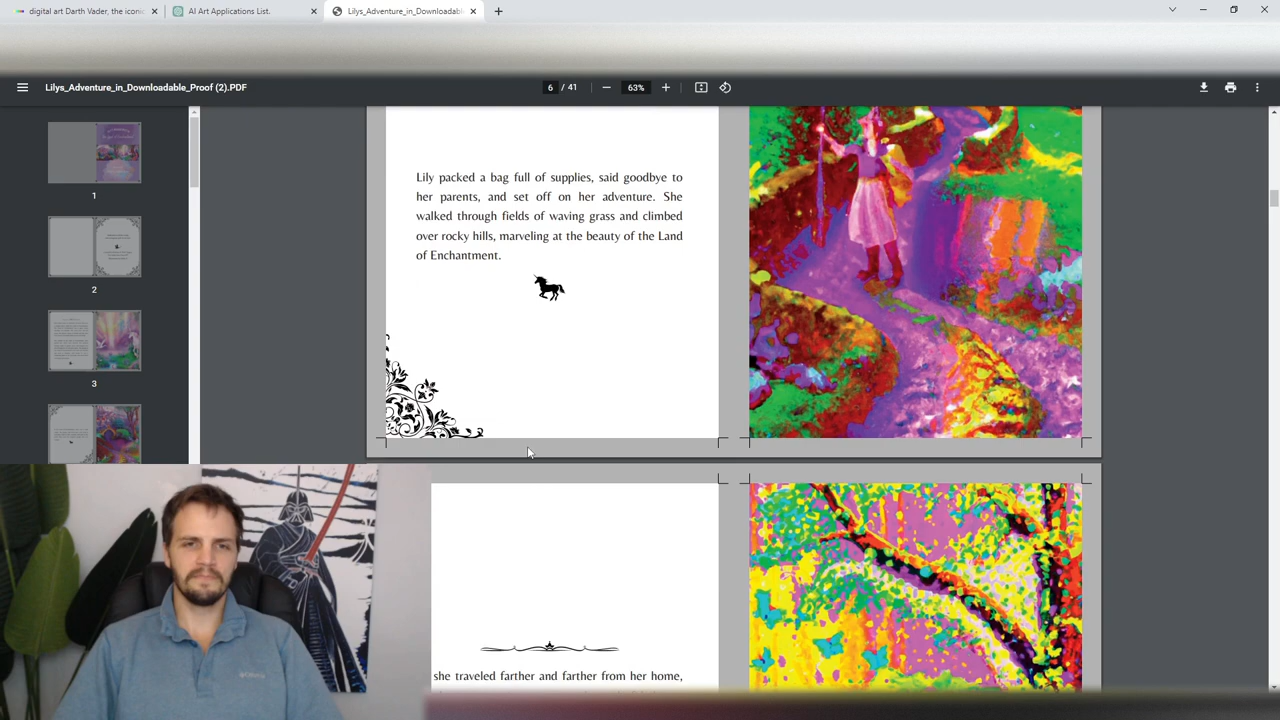 digital art Darth Vader, the iconic
AI Art Applications List.
Lilys_Adventure_in_Downloadable
Lilys_Adventure_in_Downloadable_Proof (2).PDF
6 / 41
63%
1
2
3
Lily packed a bag full of supplies, said goodbye to
her parents, and set off on her adventure. She
walked through fields of waving grass and climbed
over rocky hills, marveling at the beauty of the Land
of Enchantment.
she traveled farther and farther from her home,
Columbia